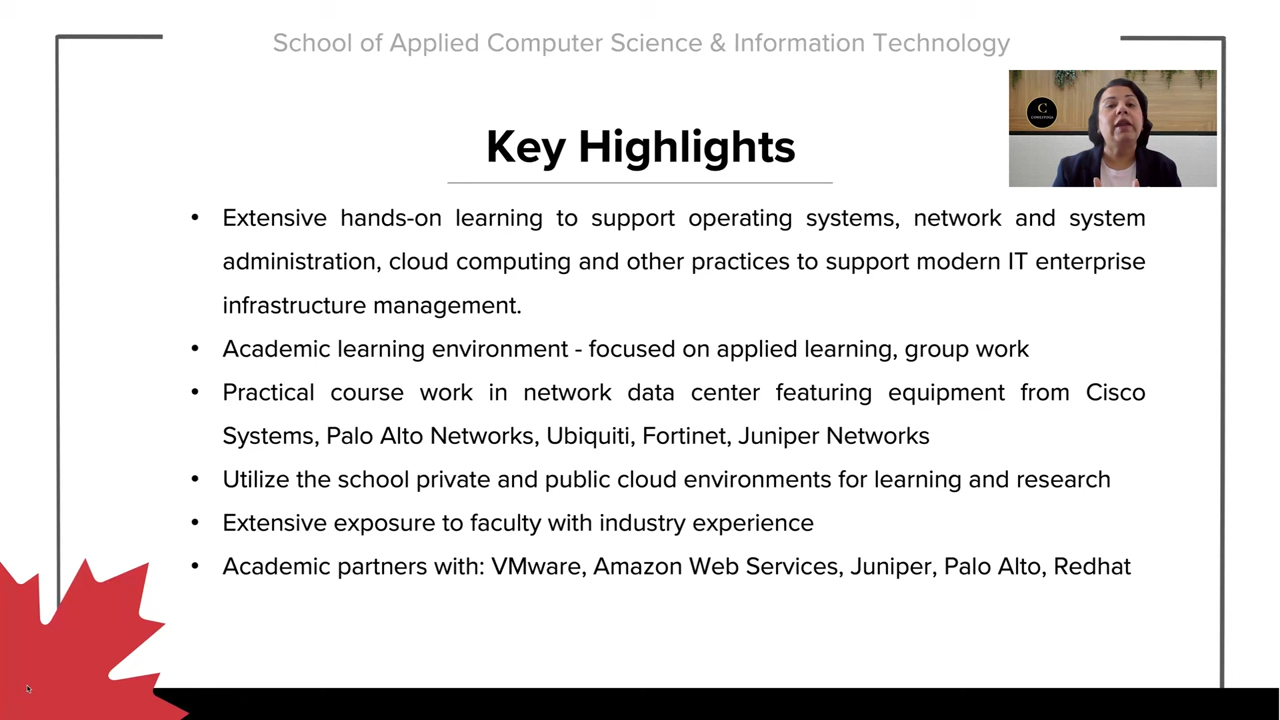 School of Applied Computer Science & Information Technology
C
CONESTOGA
Key Highlights
• Extensive hands-on learning to support operating systems, network and system
administration, cloud computing and other practices to support modern IT enterprise
infrastructure management.
• Academic learning environment - focused on applied learning, group work
• Practical course work in network data center featuring equipment from Cisco
Systems, Palo Alto Networks, Ubiquiti, Fortinet, Juniper Networks
• Utilize the school private and public cloud environments for learning and research
• Extensive exposure to faculty with industry experience
• Academic partners with: VMware, Amazon Web Services, Juniper, Palo Alto, Redhat